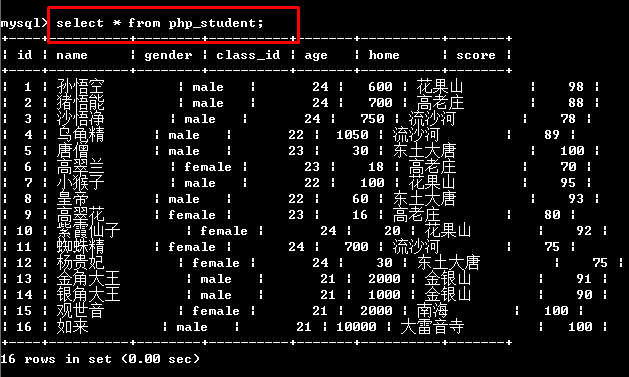 mysql> select * from php_student;
| id | name | gender | class_id | age | home | score |
| 1 | 孙悟空 | male | 24 | 600 | 花果山 | 98 |
| 2 | 猪悟能 | male | 24 | 700 | 高老庄 | 88 |
| 3 | 沙悟净 | male | 24 | 750 | 流沙河 | 78 |
| 4 | 乌龟精 | male | 22 | 1050 | 流沙河 | 89 |
| 5 | 唐僧 | male | 23 | 30 | 东土大唐 | 100 |
| 6 | 高翠兰 | female | 23 | 18 | 高老庄 | 70 |
| 7 | 小猴子 | male | 22 | 100 | 花果山 | 95 |
| 8 | 皇帝 | male | 22 | 60 | 东土大唐 | 93 |
| 9 | 高翠花 | female | 23 | 16 | 高老庄 | 80 |
| 10 | 紫霞仙子 | female | 24 | 20 | 花果山 | 92 |
| 11 | 蜘蛛精 | female | 24 | 700 | 流沙河 | 75 |
| 12 | 杨贵妃 | female | 24 | 30 | 东土大唐 | 75 |
| 13 | 金角大王 | male | 21 | 2000 | 金银山 | 91 |
| 14 | 银角大王 | male | 21 | 1000 | 金银山 | 90 |
| 15 | 观世音 | female | 21 | 2000 | 南海 | 100 |
| 16 | 如来 | male | 21 | 10000 | 大雷音寺 | 100 |
16 rows in set (0.00 sec)